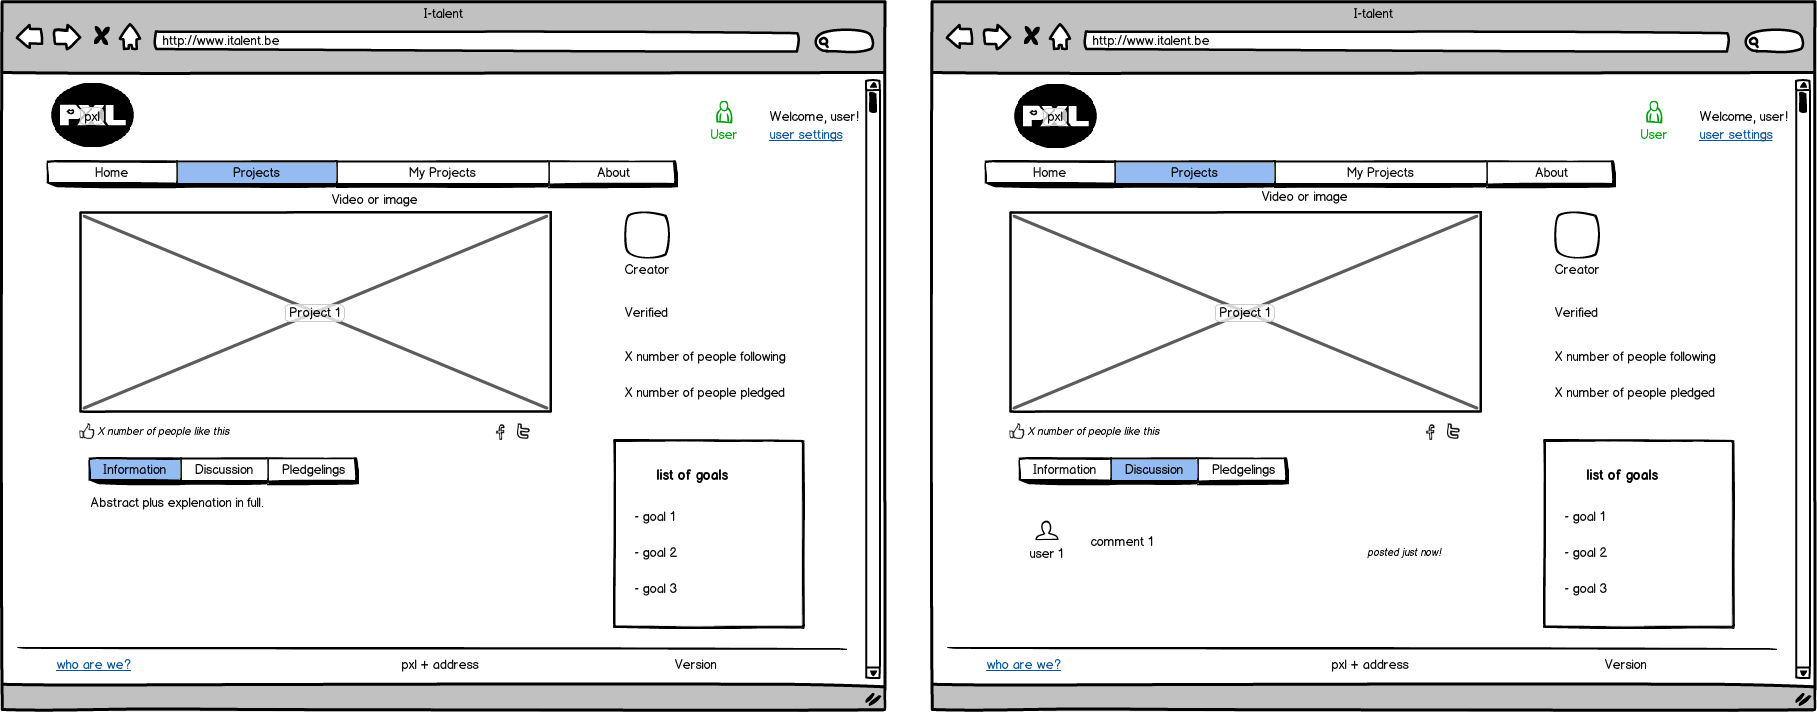 I-talent
http://www.italent.be
PXL
pxl
User
Welcome, user!
user settings
Home Projects My Projects About
Video or image
Project 1
Creator
Verified
X number of people following
X number of people pledged
X number of people like this
Information Discussion Pledgelings
Abstract plus explenation in full.
list of goals
- goal 1
- goal 2
- goal 3
who are we? pxl + address Version
I-talent
http://www.italent.be
PXL
pxl
User
Welcome, user!
user settings
Home Projects My Projects About
Video or image
Project 1
Creator
Verified
X number of people following
X number of people pledged
X number of people like this
Information Discussion Pledgelings
user 1
comment 1
posted just now!
list of goals
- goal 1
- goal 2
- goal 3
who are we? pxl + address Version